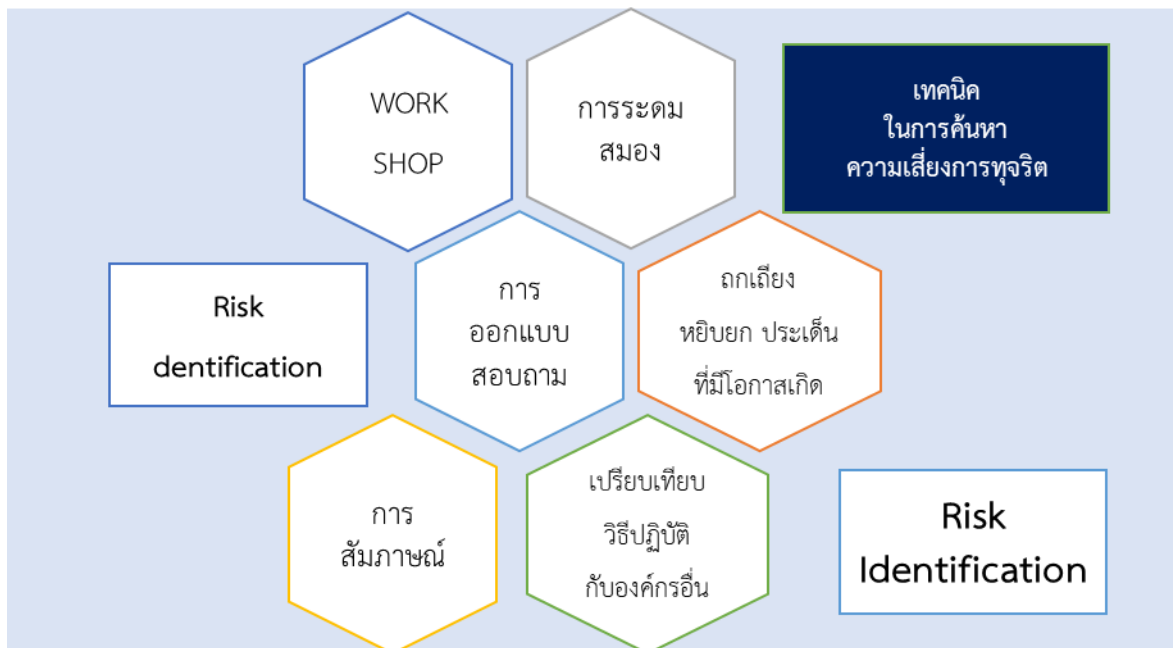 WORK
SHOP
การระดม
สมอง
เทคนิค
ในการค้นหา
ความเสี่ยงการทุจริต
Risk
dentification
การ
ออกแบบ
สอบถาม
ถกเถียง
หยิบยก ประเด็น
ที่มีโอกาสเกิด
การ
สัมภาษณ์
เปรียบเทียบ
วิธีปฏิบัติ
กับองค์กรอื่น
Risk
Identification